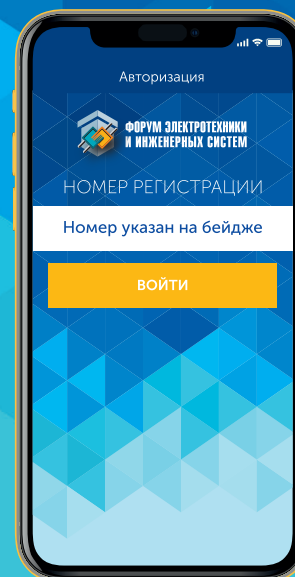 Авторизация
ФОРУМ ЭЛЕКТРОТЕХНИКИ
И ИНЖЕНЕРНЫХ СИСТЕМ
НОМЕР РЕГИСТРАЦИИ
Номер указан на бейдже
ВОЙТИ